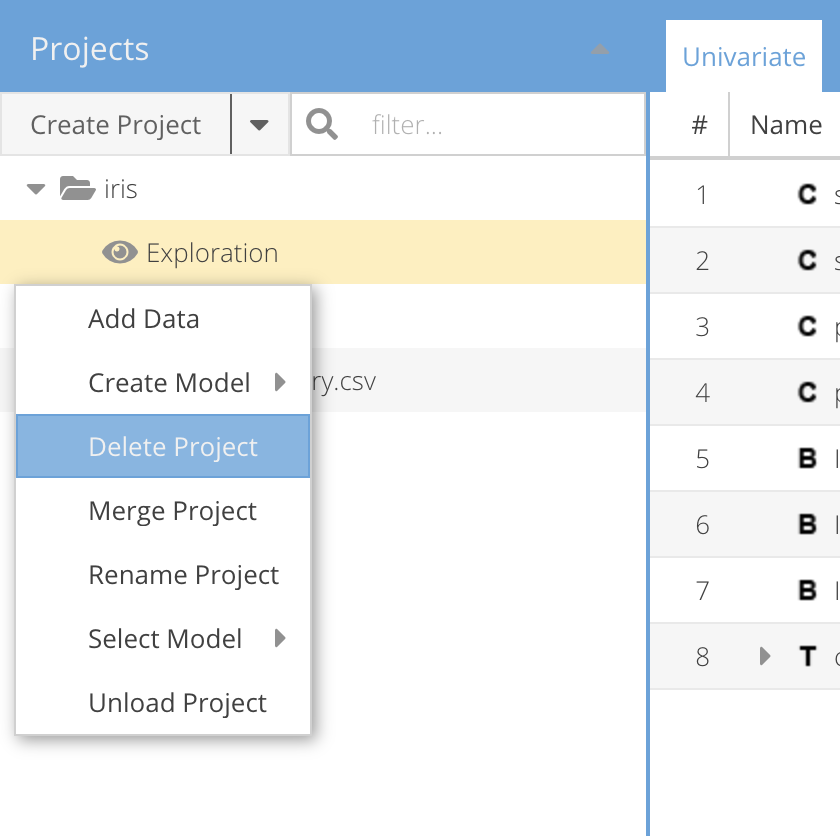 Projects
Univariate
Create Project
filter...
# Name
iris
Exploration
Add Data
Create Model
ry.csv
Delete Project
Merge Project
Rename Project
Select Model
Unload Project
1 C s
2 C s
3 C p
4 C p
5 B
6 B
7 B
8 T